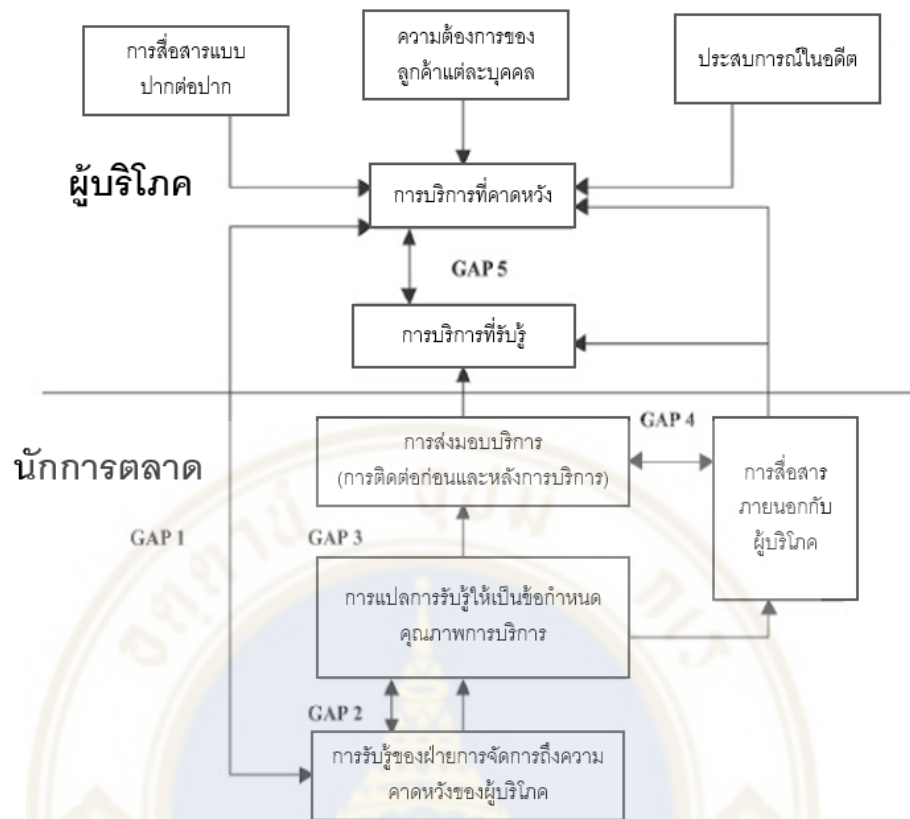 การสื่อสารแบบ
ปากต่อปาก
ความต้องการของ
ลูกค้าแต่ละบุคคล
ประสบการณ์ในอดีต
ผู้บริโภค
การบริการที่คาดหวัง
GAP 5
การบริการที่รับรู้
นักการตลาด
การส่งมอบบริการ
(การติดต่อก่อนและหลังการบริการ)
GAP 4
การสื่อสาร
ภายนอกกับ
ผู้บริโภค
GAP 1
GAP 3
การแปลการรับรู้ให้เป็นข้อกำหนด
คุณภาพการบริการ
GAP 2
การรับรู้ของฝ่ายการจัดการถึงความ
คาดหวังของผู้บริโภค